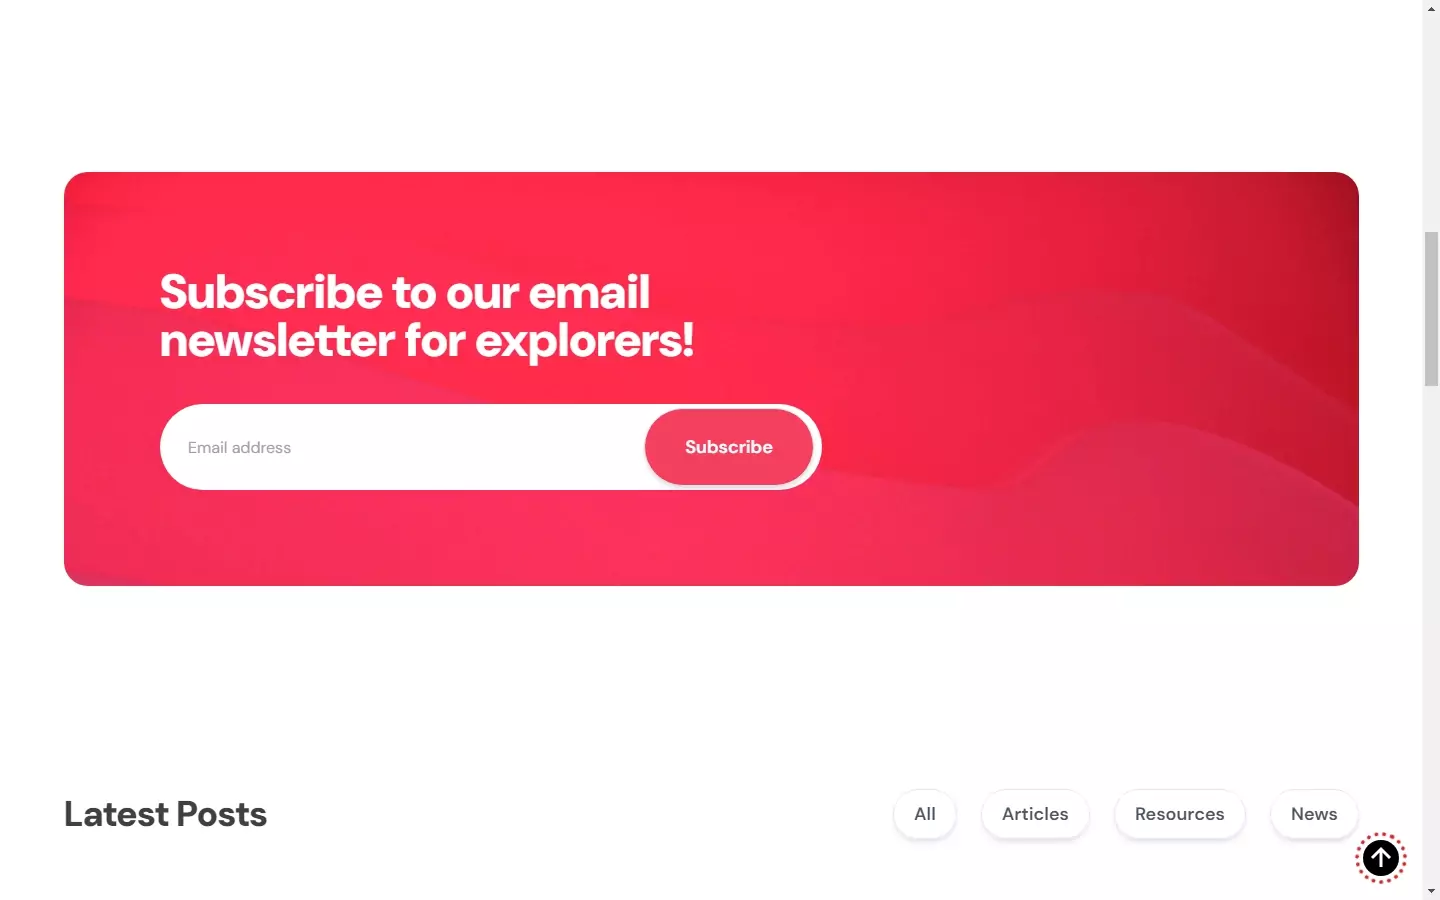 Subscribe to our email
newsletter for explorers!
Email address
Subscribe
Latest Posts
All
Articles
Resources
News